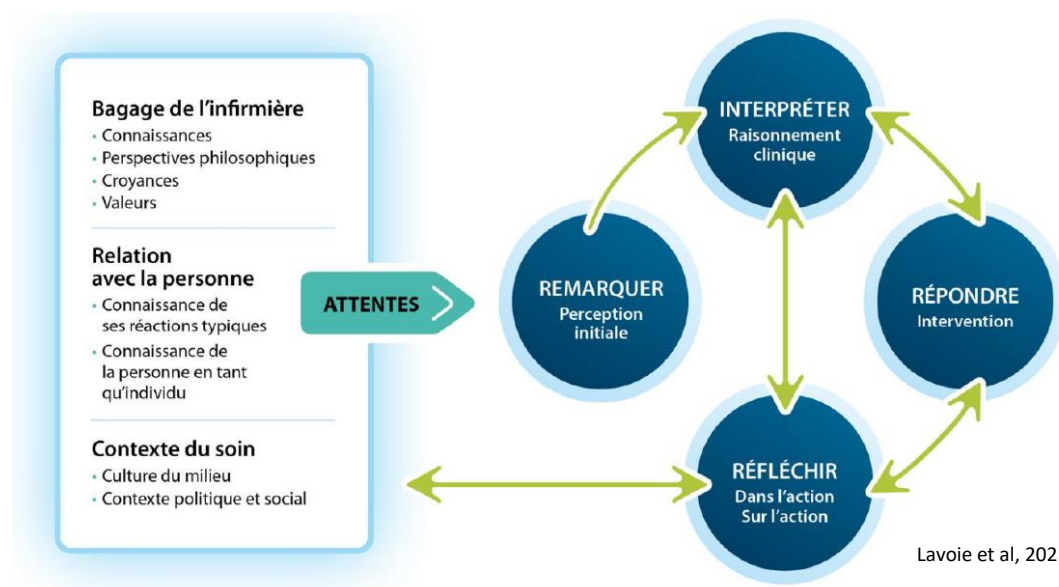 Bagage de l'infirmière
• Connaissances
• Perspectives philosophiques
• Croyances
• Valeurs
Relation
avec la personne
• Connaissance de
ses réactions typiques
• Connaissance de
la personne en tant
qu'individu
Contexte du soin
• Culture du milieu
• Contexte politique et social
ATTENTES
REMARQUER
Perception
initiale
INTERPRÉTER
Raisonnement
clinique
RÉPONDRE
Intervention
RÉFLÉCHIR
Dans l'action
Sur l'action
Lavoie et al, 202